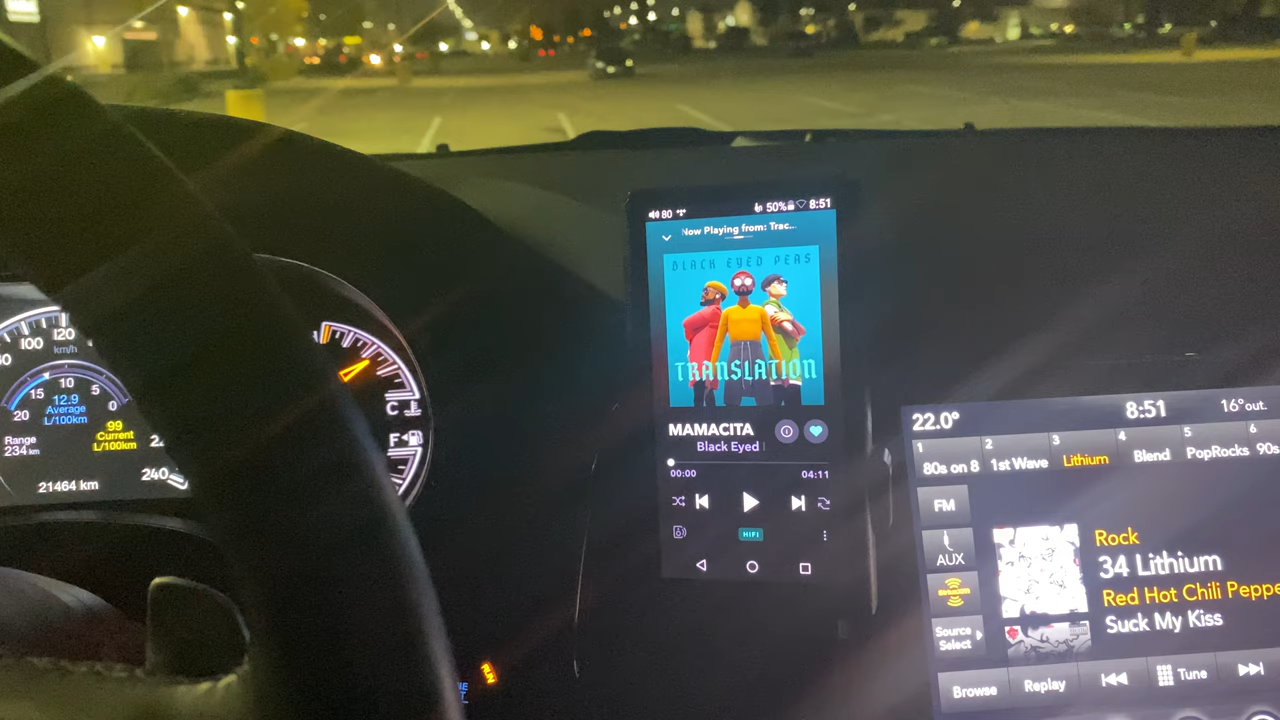 100 120
km/h
15 10 5
20 0
12.9
Average
L/100km
99
Current
L/100km
Range
234 km
240
21464 km
C
F
RUN
80
50% 8:51
Now Playing from: Trac...
BLACK EYED PEAS
TRANSLATION
MAMACITA
Black Eyed
00:00 04:11
HIFI
22.0° 8:51 16° out.
1 2 3 4 5 6
80s on 8 1st Wave Lithium Blend PopRocks 90s
FM
AUX
SiriusXM
Source
Select
Rock
34 Lithium
Red Hot Chili Peppe
Suck My Kiss
Browse Replay Tune